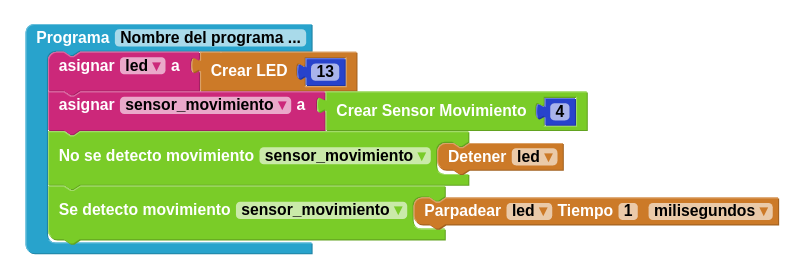 Programa Nombre del programa ...
asignar led ▾ a Crear LED 13
asignar sensor_movimiento ▾ a Crear Sensor Movimiento 4
No se detecto movimiento sensor_movimiento ▾ Detener led ▾
Se detecto movimiento sensor_movimiento ▾ Parpadear led ▾ Tiempo 1 milisegundos ▾